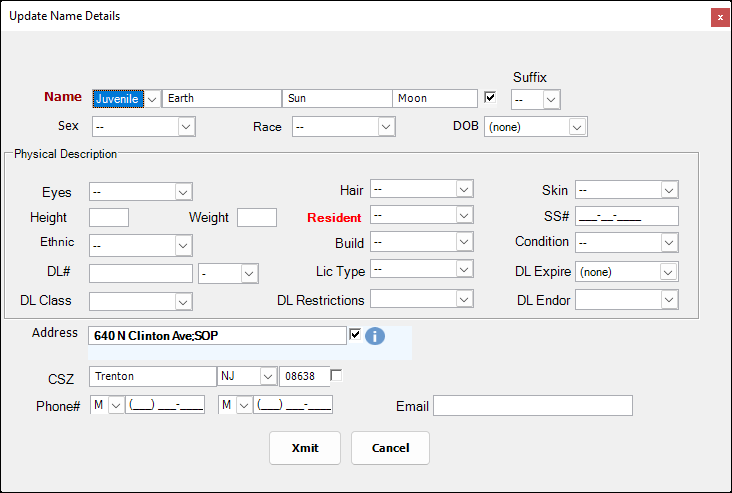 Update Name Details x
Suffix
Name Juvenile Earth Sun Moon --
Sex -- Race -- DOB (none)
Physical Description
Eyes -- Hair -- Skin --
Height Weight Resident -- SS# ___-__-____
Ethnic -- Build -- Condition --
DL# - Lic Type -- DL Expire (none)
DL Class DL Restrictions DL Endor
Address 640 N Clinton Ave;SOP i
CSZ Trenton NJ 08638
Phone# M (___) ___-____ M (___) ___-____ Email
Xmit Cancel